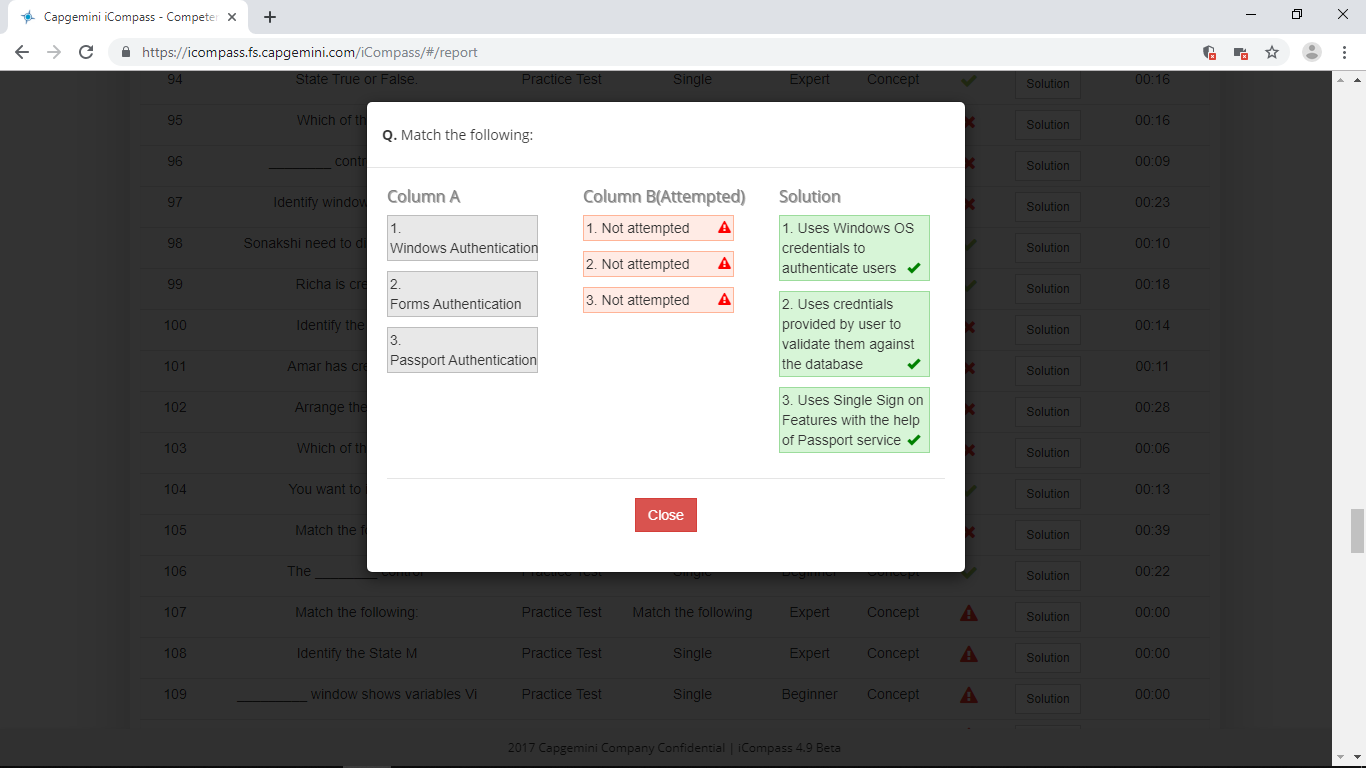 Capgemini iCompass - Competer
https://icompass.fs.capgemini.com/iCompass/#/report
94 State True or False. Practice Test Single Expert Concept Solution 00:16
95 Which of th Solution 00:16
96 _________ contr Solution 00:09
97 Identify window Solution 00:23
98 Sonakshi need to di Solution 00:10
99 Richa is cre Solution 00:18
100 Identify the Solution 00:14
101 Amar has cre Solution 00:11
102 Arrange the Solution 00:28
103 Which of th Solution 00:06
104 You want to Solution 00:13
105 Match the f Solution 00:39
106 The _________ control Practice Test Single Beginner Concept Solution 00:22
107 Match the following: Practice Test Match the following Expert Concept Solution 00:00
108 Identify the State M Practice Test Single Expert Concept Solution 00:00
109 __________ window shows variables Vi Practice Test Single Beginner Concept Solution 00:00
Q. Match the following:
Column A
1.
Windows Authentication
2.
Forms Authentication
3.
Passport Authentication
Column B(Attempted)
1. Not attempted
2. Not attempted
3. Not attempted
Solution
1. Uses Windows OS
credentials to
authenticate users
2. Uses credntials
provided by user to
validate them against
the database
3. Uses Single Sign on
Features with the help
of Passport service
Close
2017 Capgemini Company Confidential | iCompass 4.9 Beta